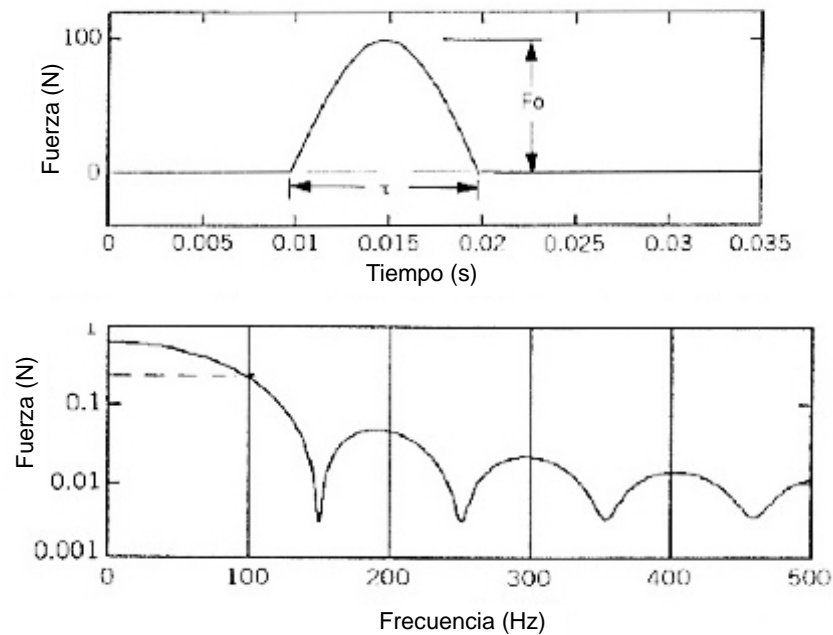 Fuerza (N)
100
0
Fo
τ
0 0.005 0.01 0.015 0.02 0.025 0.03 0.035
Tiempo (s)
Fuerza (N)
1
0.1
0.01
0.001
0 100 200 300 400 500
Frecuencia (Hz)